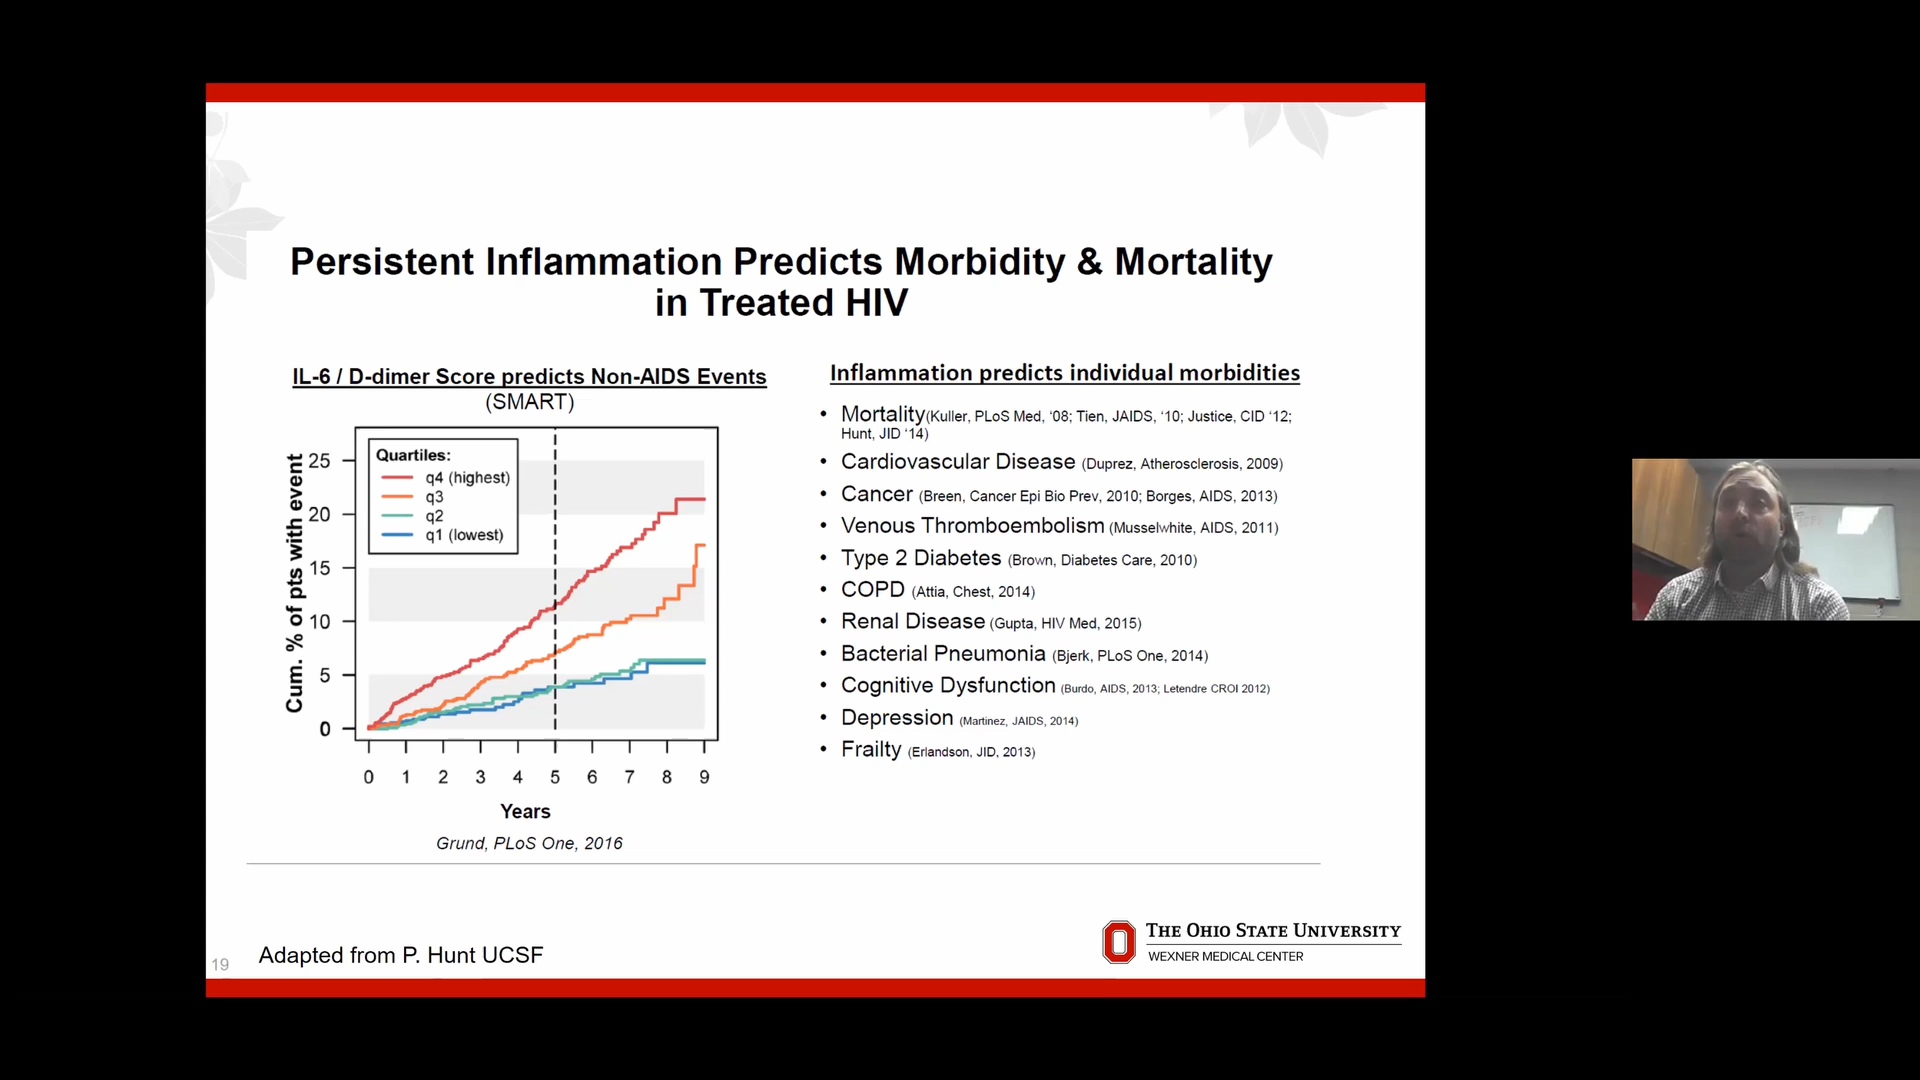 Persistent Inflammation Predicts Morbidity & Mortality
in Treated HIV
IL-6 / D-dimer Score predicts Non-AIDS Events
(SMART)
Cum. % of pts with event
25
20
15
10
5
0
Quartiles:
q4 (highest)
q3
q2
q1 (lowest)
0 1 2 3 4 5 6 7 8 9
Years
Grund, PLoS One, 2016
Inflammation predicts individual morbidities
• Mortality(Kuller, PLoS Med, ‘08; Tien, JAIDS, ‘10; Justice, CID ‘12;
Hunt, JID ‘14)
• Cardiovascular Disease (Duprez, Atherosclerosis, 2009)
• Cancer (Breen, Cancer Epi Bio Prev, 2010; Borges, AIDS, 2013)
• Venous Thromboembolism (Musselwhite, AIDS, 2011)
• Type 2 Diabetes (Brown, Diabetes Care, 2010)
• COPD (Attia, Chest, 2014)
• Renal Disease (Gupta, HIV Med, 2015)
• Bacterial Pneumonia (Bjerk, PLoS One, 2014)
• Cognitive Dysfunction (Burdo, AIDS, 2013; Letendre CROI 2012)
• Depression (Martinez, JAIDS, 2014)
• Frailty (Erlandson, JID, 2013)
19
Adapted from P. Hunt UCSF
THE OHIO STATE UNIVERSITY
WEXNER MEDICAL CENTER